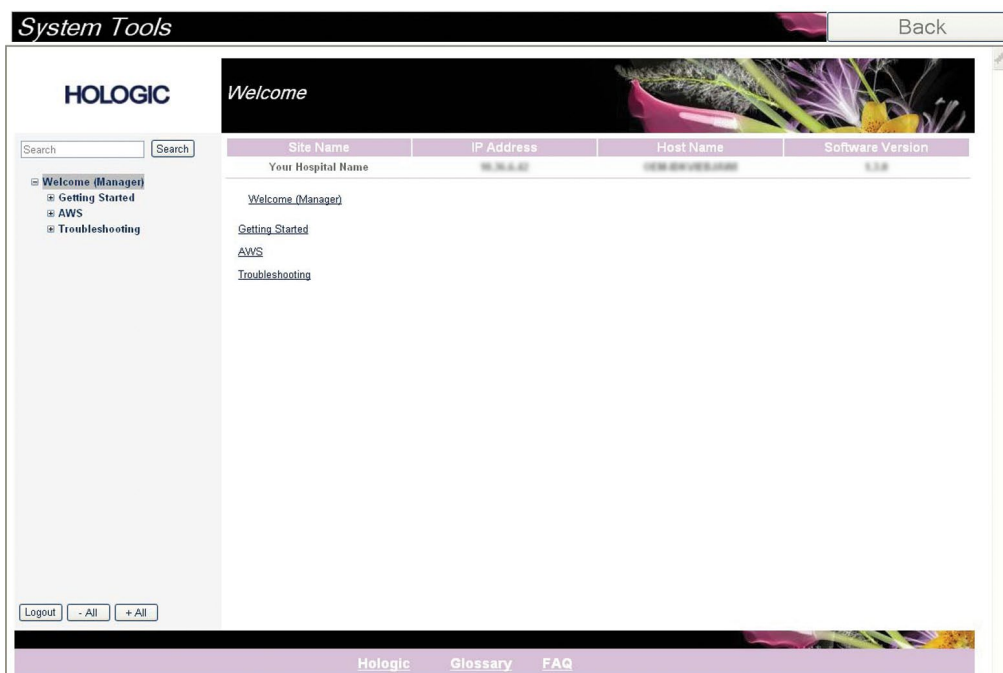 System Tools
Back
HOLOGIC
Welcome
Search Search
Site Name IP Address Host Name Software Version
Your Hospital Name
Welcome (Manager)
Getting Started
AWS
Troubleshooting
Welcome (Manager)
Getting Started
AWS
Troubleshooting
Logout - All + All
Hologic Glossary FAQ